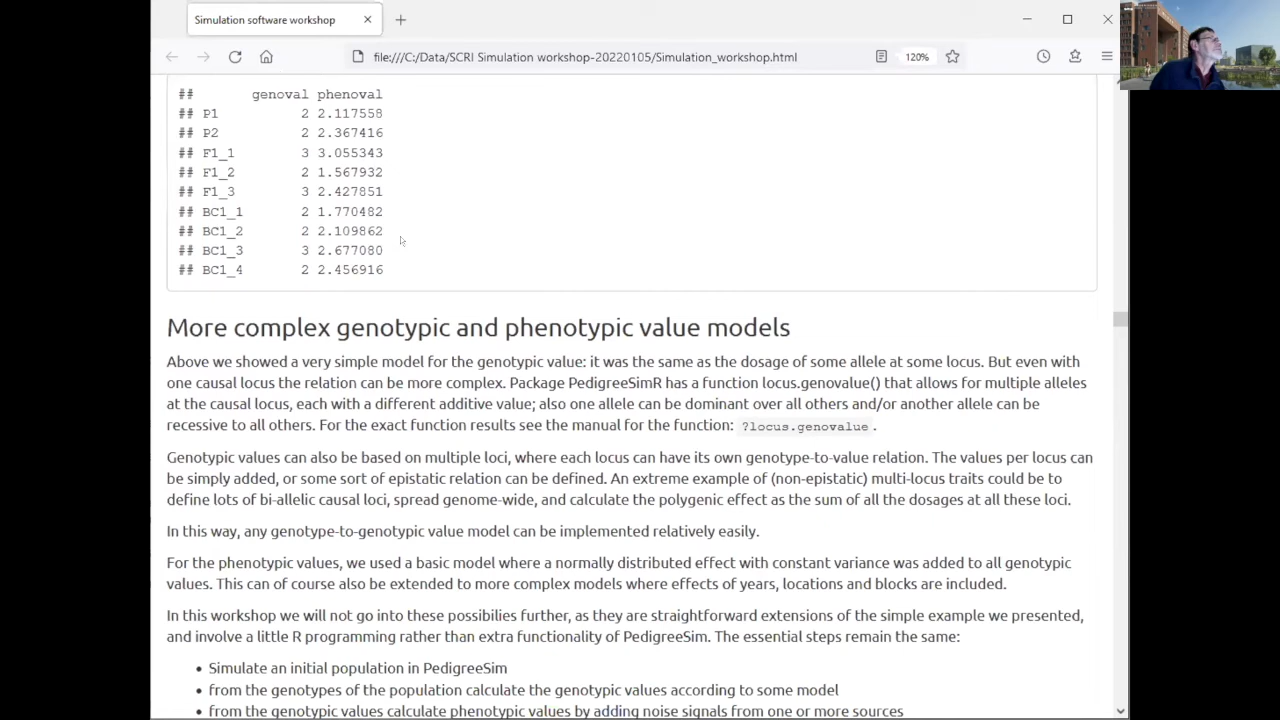 Simulation software workshop
file:///C:/Data/SCRI Simulation workshop-20220105/Simulation_workshop.html
120%
## genoval phenoval
## P1 2 2.117558
## P2 2 2.367416
## F1_1 3 3.055343
## F1_2 2 1.567932
## F1_3 2 2.427851
## BC1_1 2 1.770482
## BC1_2 2 2.109862
## BC1_3 3 2.677080
## BC1_4 2 2.456916
More complex genotypic and phenotypic value models
Above we showed a very simple model for the genotypic value: it was the same as the dosage of some allele at some locus. But even with
one causal locus the relation can be more complex. Package PedigreeSimR has a function locus.genovalue() that allows for multiple alleles
at the causal locus, each with a different additive value; also one allele can be dominant over all others and/or another allele can be
recessive to all others. For the exact function results see the manual for the function: ?locus.genovalue .
Genotypic values can also be based on multiple loci, where each locus can have its own genotype-to-value relation. The values per locus can
be simply added, or some sort of epistatic relation can be defined. An extreme example of (non-epistatic) multi-locus traits could be to
define lots of bi-allelic causal loci, spread genome-wide, and calculate the polygenic effect as the sum of all the dosages at all these loci.
In this way, any genotype-to-genotypic value model can be implemented relatively easily.
For the phenotypic values, we used a basic model where a normally distributed effect with constant variance was added to all genotypic
values. This can of course also be extended to more complex models where effects of years, locations and blocks are included.
In this workshop we will not go into these possibilies further, as they are straightforward extensions of the simple example we presented,
and involve a little R programming rather than extra functionality of PedigreeSim. The essential steps remain the same:
• Simulate an initial population in PedigreeSim
• from the genotypes of the population calculate the genotypic values according to some model
• from the genotypic values calculate phenotypic values by adding noise signals from one or more sources